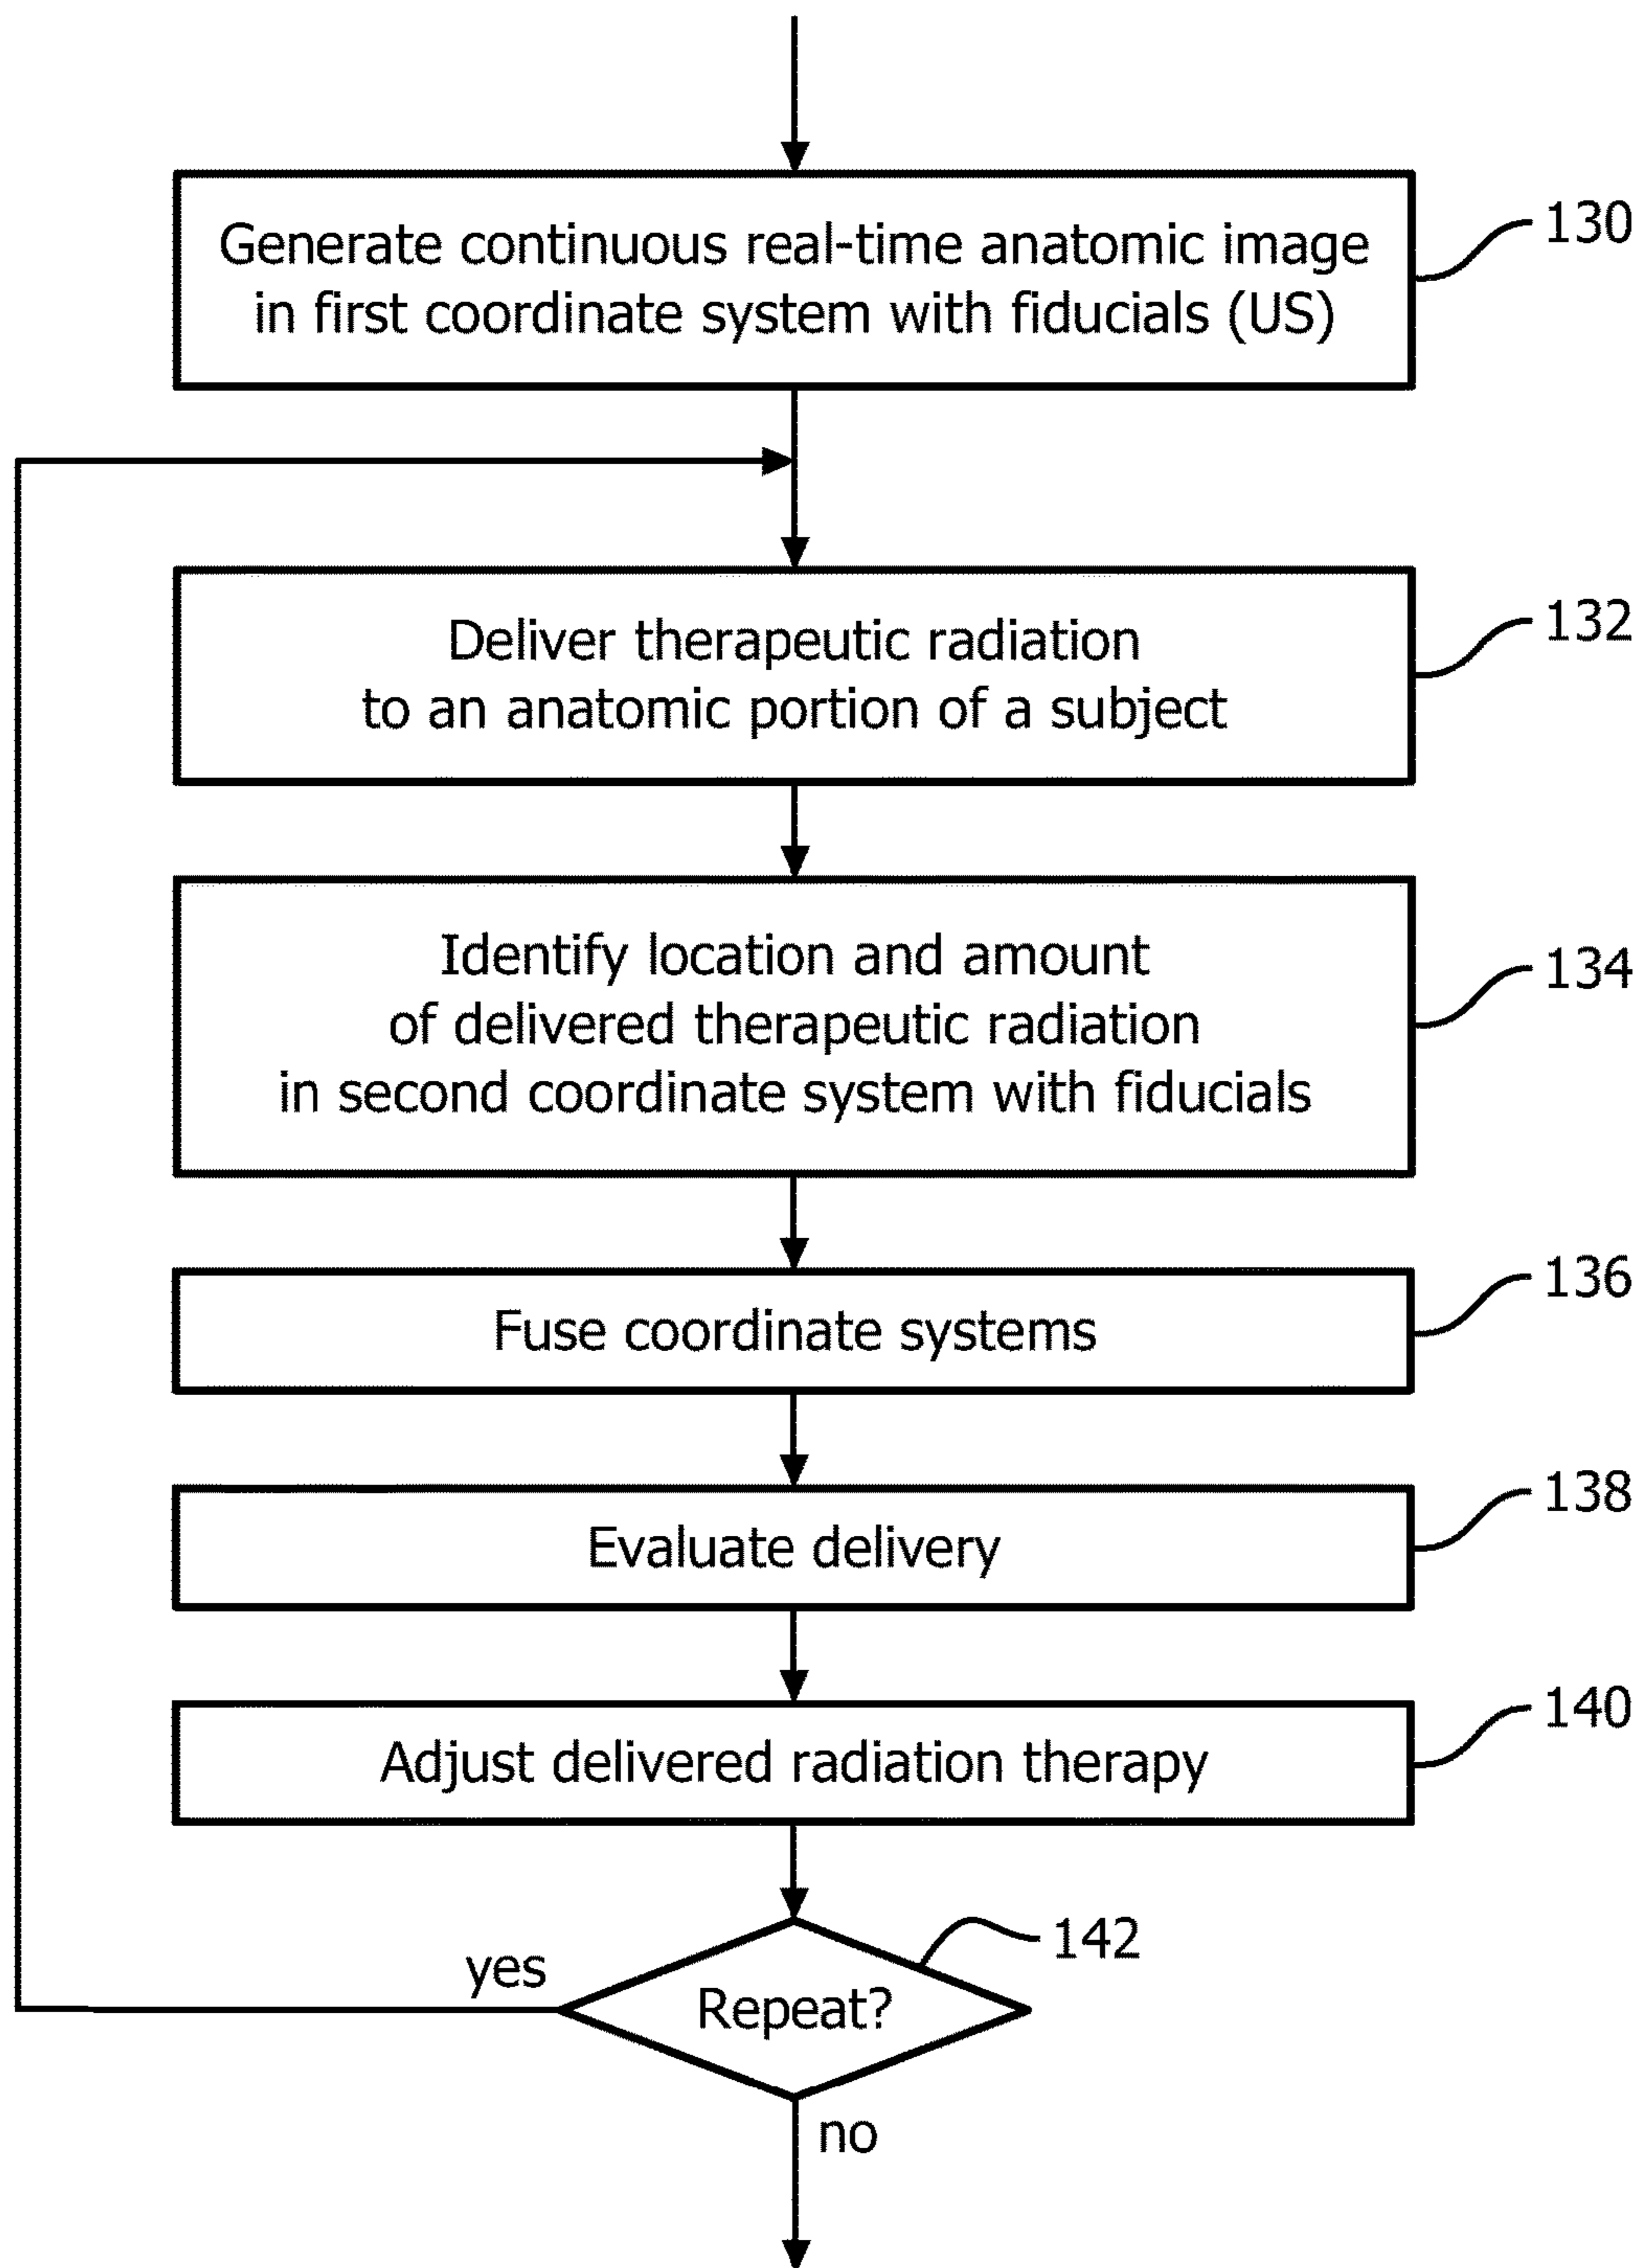 Generate continuous real-time anatomic image
in first coordinate system with fiducials (US)
130
Deliver therapeutic radiation
to an anatomic portion of a subject
132
Identify location and amount
of delivered therapeutic radiation
in second coordinate system with fiducials
134
Fuse coordinate systems
136
Evaluate delivery
138
Adjust delivered radiation therapy
140
142
yes
Repeat?
no